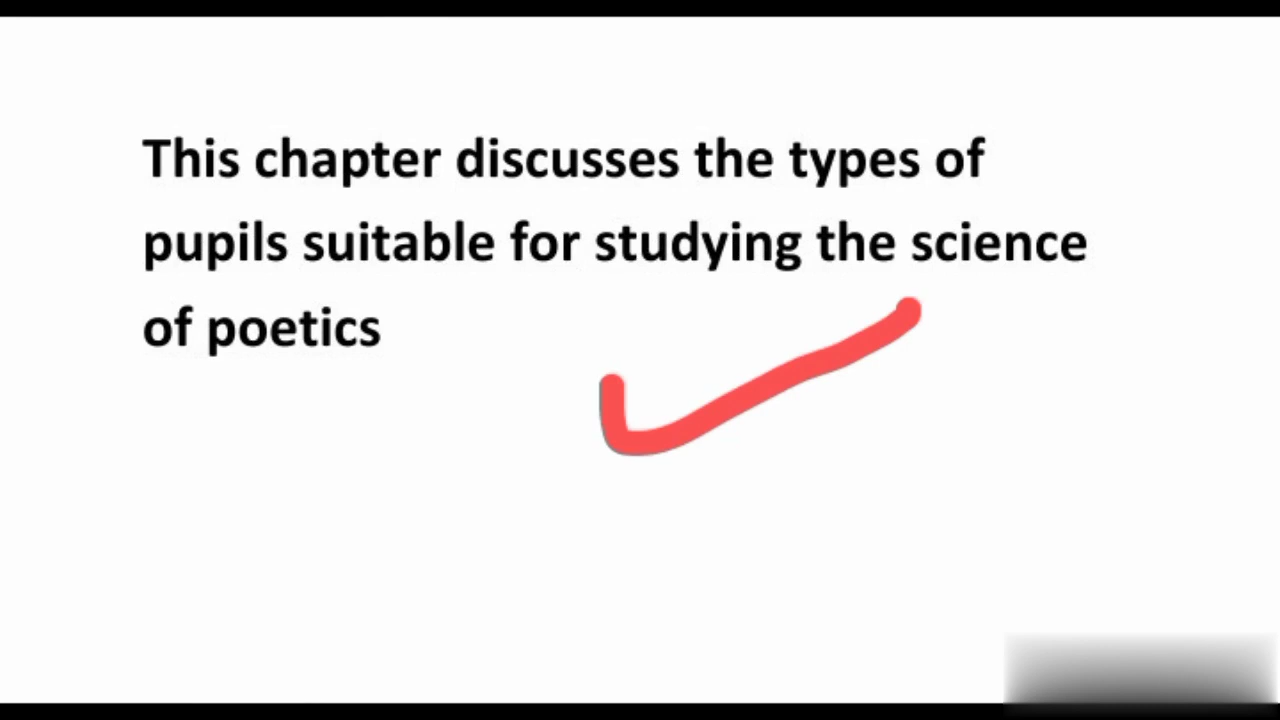 This chapter discusses the types of
pupils suitable for studying the science
of poetics